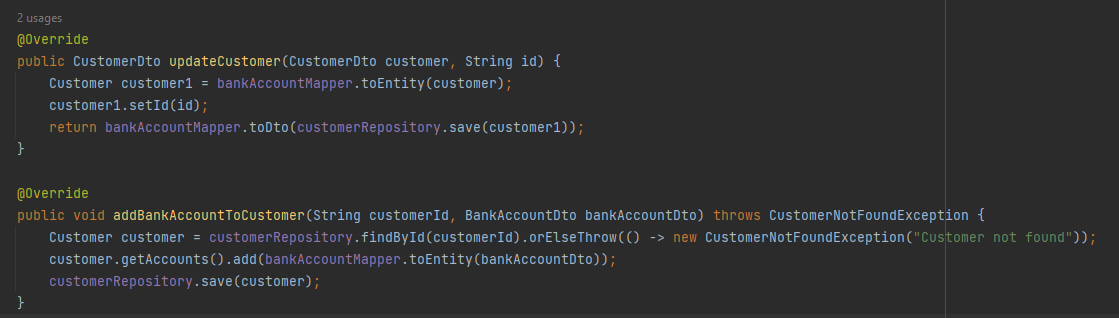 2 usages
@Override
public CustomerDto updateCustomer(CustomerDto customer, String id) {
    Customer customer1 = bankAccountMapper.toEntity(customer);
    customer1.setId(id);
    return bankAccountMapper.toDto(customerRepository.save(customer1));
}

@Override
public void addBankAccountToCustomer(String customerId, BankAccountDto bankAccountDto) throws CustomerNotFoundException {
    Customer customer = customerRepository.findById(customerId).orElseThrow(() -> new CustomerNotFoundException("Customer not found"));
    customer.getAccounts().add(bankAccountMapper.toEntity(bankAccountDto));
    customerRepository.save(customer);
}